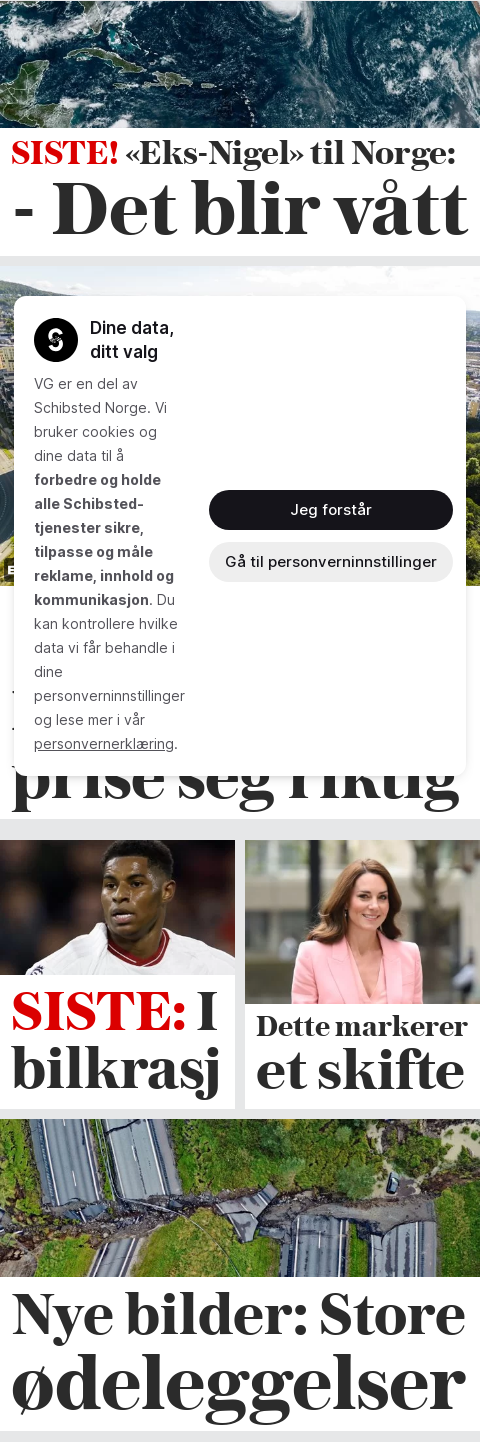 SISTE! «Eks-Nigel» til Norge:
- Det blir vått
Dine data,
ditt valg
VG er en del av
Schibsted Norge. Vi
bruker cookies og
dine data til å
forbedre og holde
alle Schibsted-
tjenester sikre,
tilpasse og måle
reklame, innhold og
kommunikasjon. Du
kan kontrollere hvilke
data vi får behandle i
dine
personverninnstillinger
og lese mer i vår
personvernerklæring.
Jeg forstår
Gå til personverninnstillinger
prise seg riktig
SISTE: I
bilkrasj
Dette markerer
et skifte
Nye bilder: Store
ødeleggelser